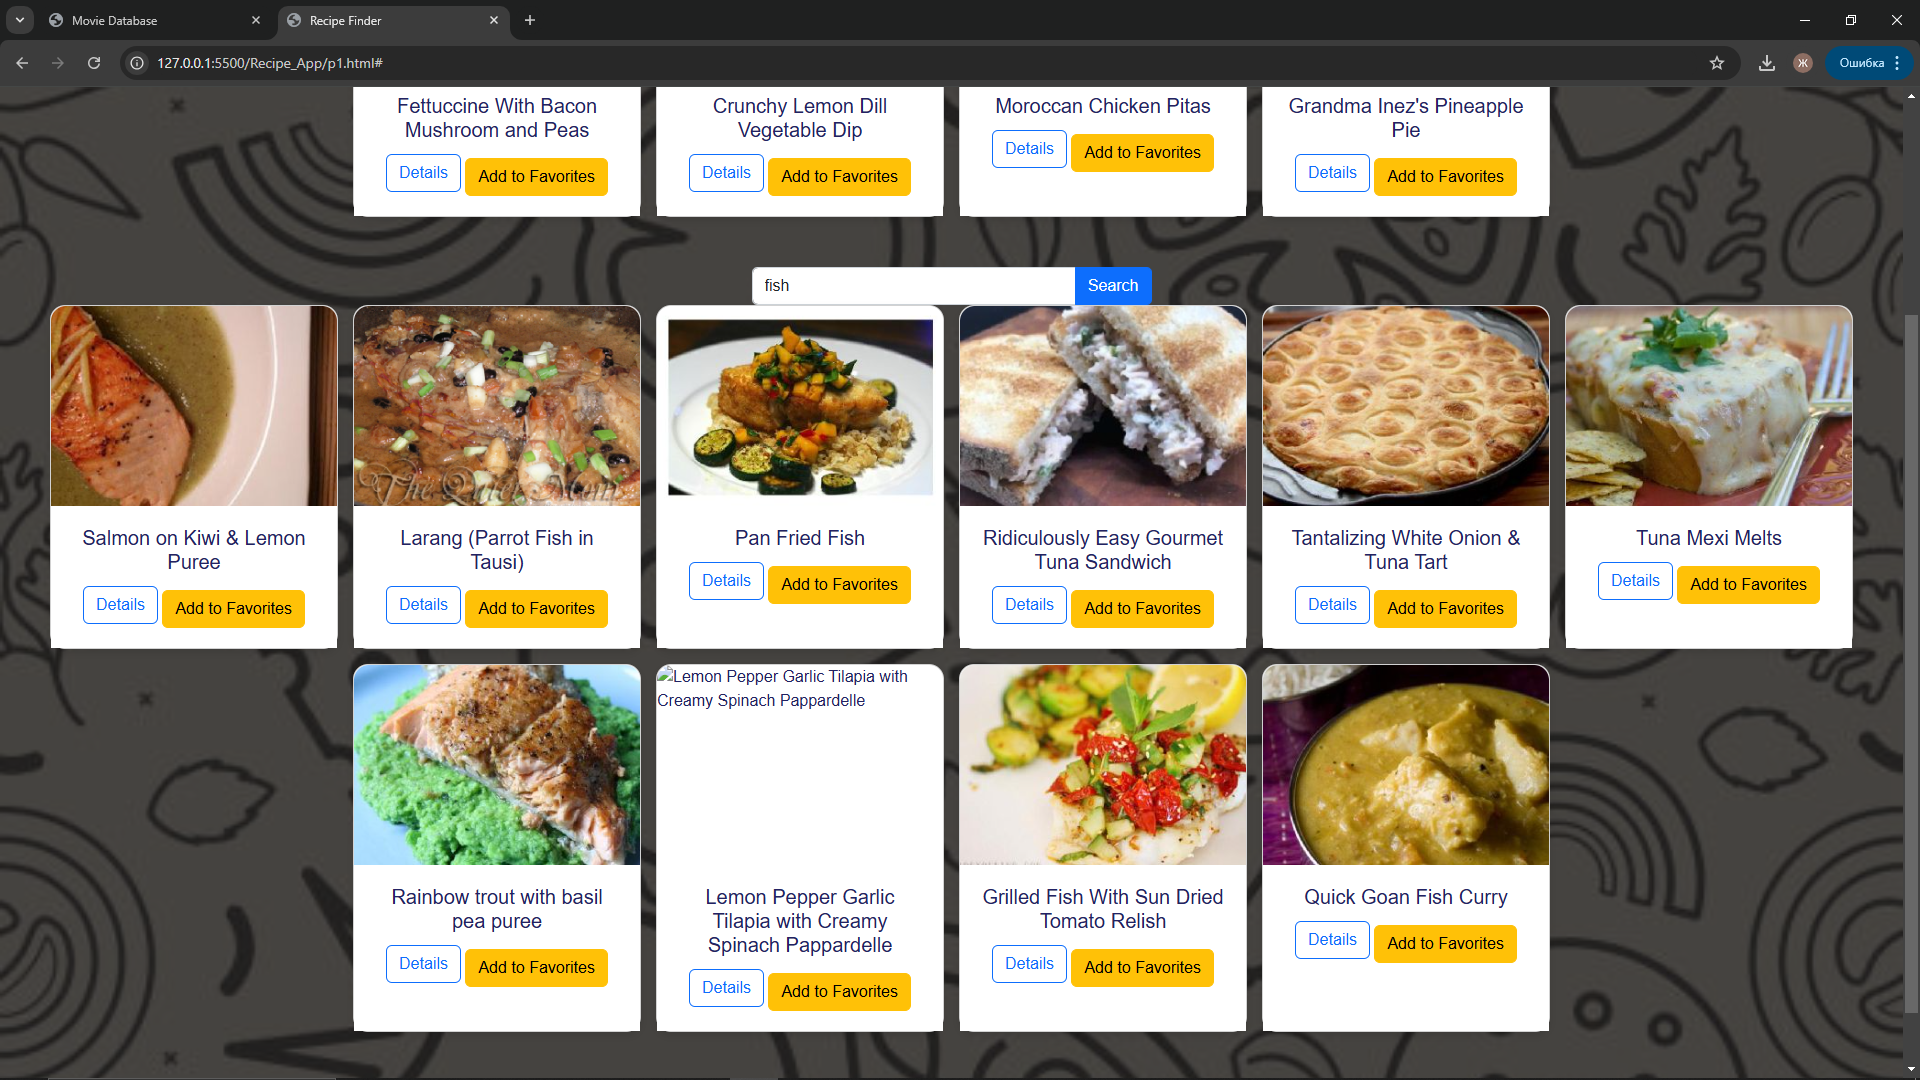 Movie Database
Recipe Finder
127.0.0.1:5500/Recipe_App/p1.html#
Ж
Ошибка
Fettuccine With Bacon
Mushroom and Peas
Details
Add to Favorites
Crunchy Lemon Dill
Vegetable Dip
Details
Add to Favorites
Moroccan Chicken Pitas
Details
Add to Favorites
Grandma Inez's Pineapple
Pie
Details
Add to Favorites
fish
Search
The Quirk Moms
Salmon on Kiwi & Lemon
Puree
Details
Add to Favorites
Larang (Parrot Fish in
Tausi)
Details
Add to Favorites
Pan Fried Fish
Details
Add to Favorites
Ridiculously Easy Gourmet
Tuna Sandwich
Details
Add to Favorites
Tantalizing White Onion &
Tuna Tart
Details
Add to Favorites
Tuna Mexi Melts
Details
Add to Favorites
Lemon Pepper Garlic Tilapia with
Creamy Spinach Pappardelle
Rainbow trout with basil
pea puree
Details
Add to Favorites
Lemon Pepper Garlic
Tilapia with Creamy
Spinach Pappardelle
Details
Add to Favorites
Grilled Fish With Sun Dried
Tomato Relish
Details
Add to Favorites
Quick Goan Fish Curry
Details
Add to Favorites